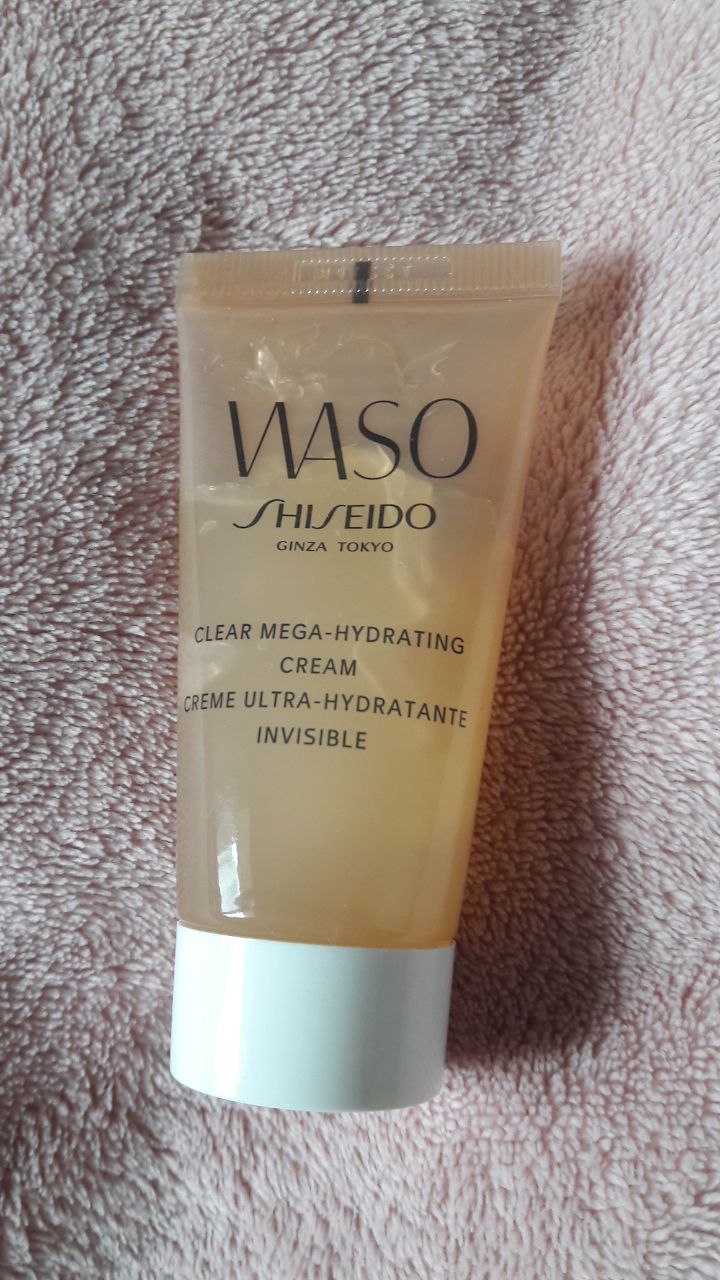 WASO
SHISEIDO
GINZA TOKYO
CLEAR MEGA-HYDRATING
CREAM
CREME ULTRA-HYDRATANTE
INVISIBLE